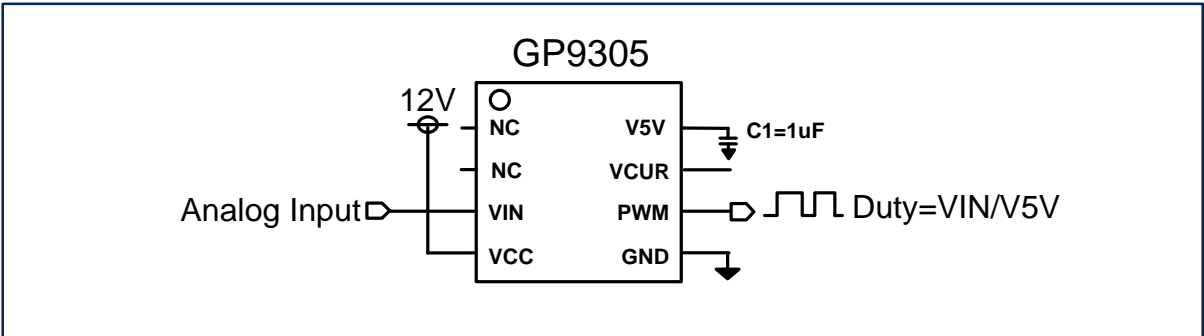 GP9305
12V
NC V5V C1=1uF
NC VCUR
Analog Input VIN PWM Duty=VIN/V5V
VCC GND